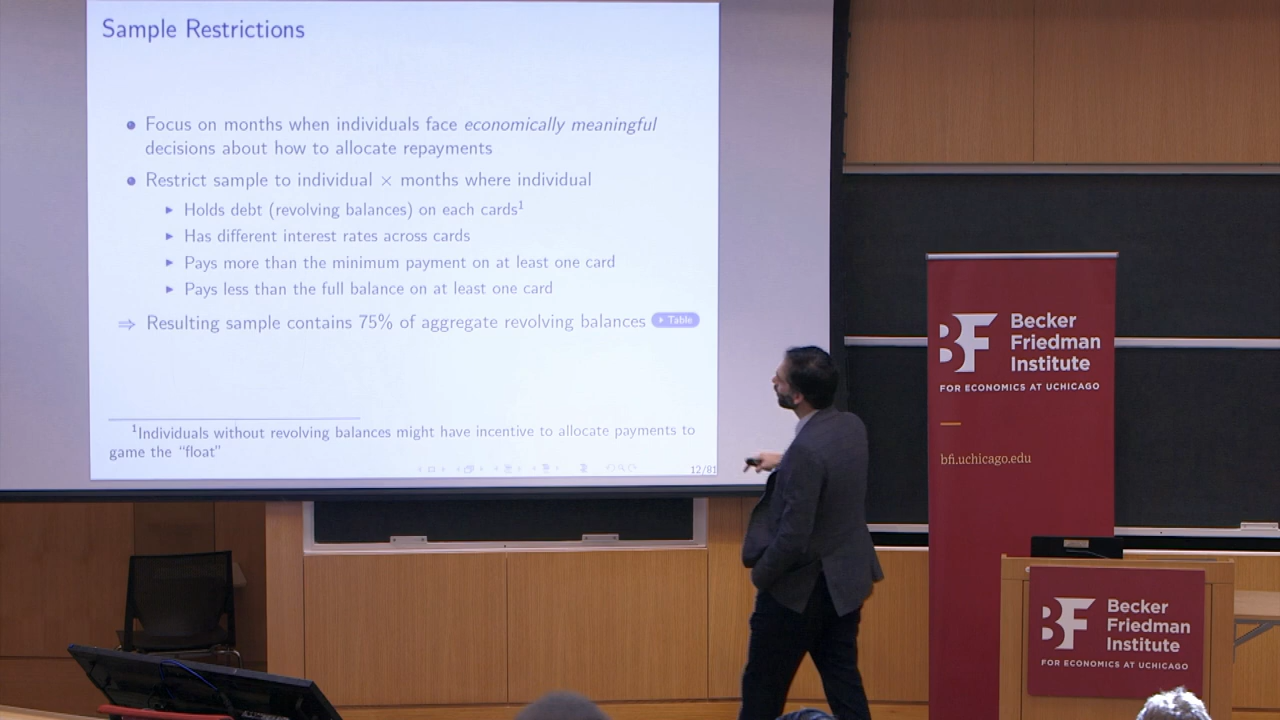 Sample Restrictions
• Focus on months when individuals face economically meaningful
decisions about how to allocate repayments
• Restrict sample to individual × months where individual
▸ Holds debt (revolving balances) on each cards¹
▸ Has different interest rates across cards
▸ Pays more than the minimum payment on at least one card
▸ Pays less than the full balance on at least one card
⇒ Resulting sample contains 75% of aggregate revolving balances ▸ Table
¹Individuals without revolving balances might have incentive to allocate payments to
game the “float”
12/81
BF
Becker
Friedman
Institute
FOR ECONOMICS AT UCHICAGO
bfi.uchicago.edu
BF
Becker
Friedman
Institute
FOR ECONOMICS AT UCHICAGO